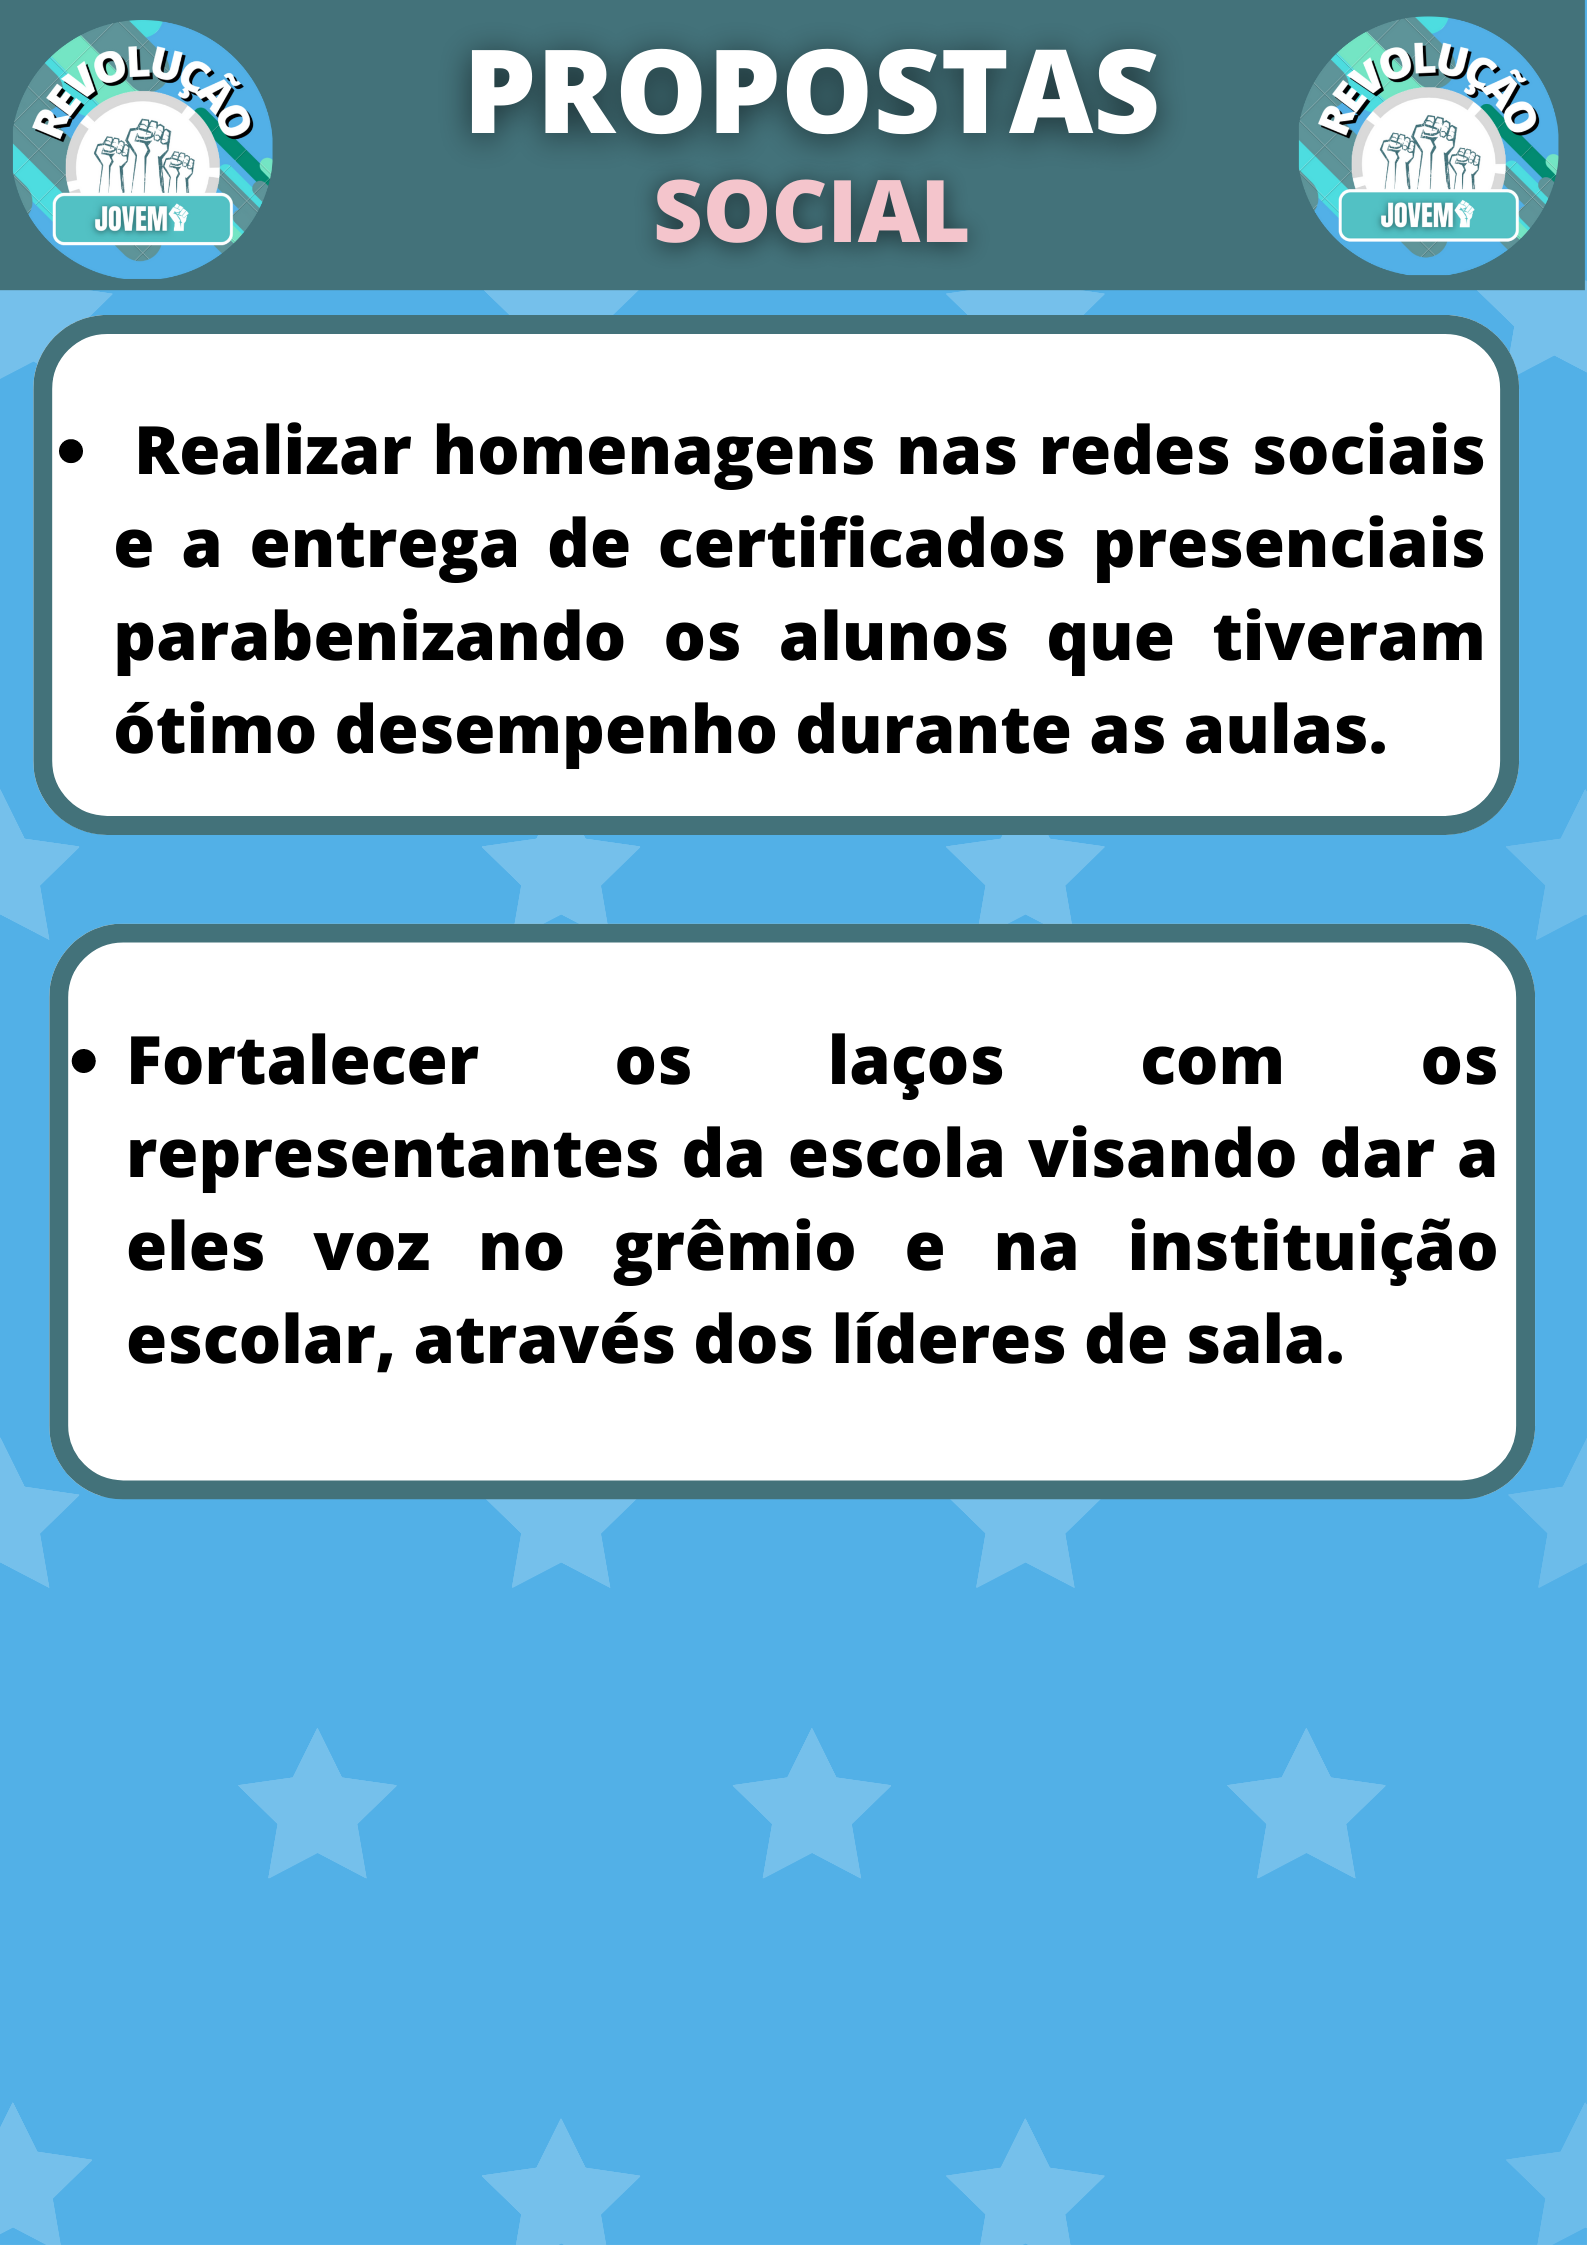 REVOLUÇÃO
JOVEM
PROPOSTAS
SOCIAL
REVOLUÇÃO
JOVEM
• Realizar homenagens nas redes sociais
e a entrega de certificados presenciais
parabenizando os alunos que tiveram
ótimo desempenho durante as aulas.
• Fortalecer os laços com os
representantes da escola visando dar a
eles voz no grêmio e na instituição
escolar, através dos líderes de sala.